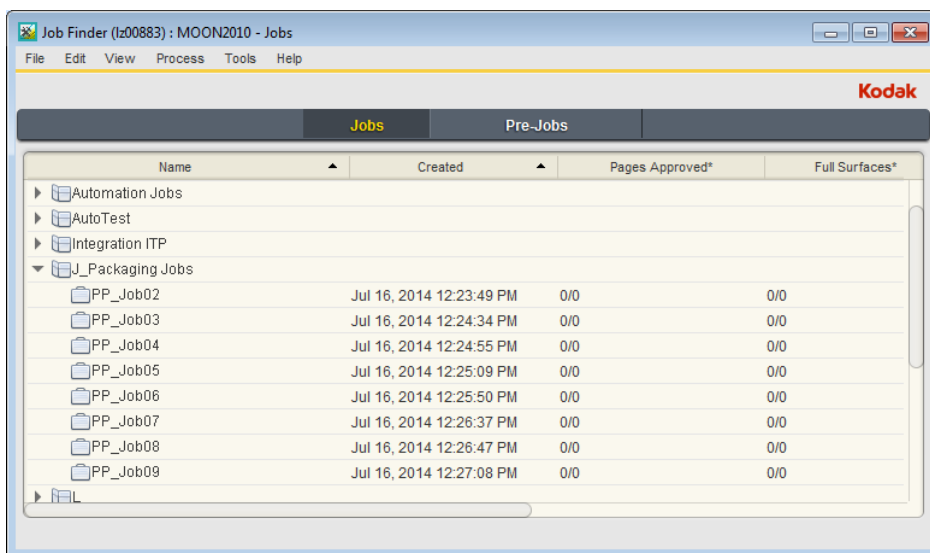 Job Finder (lz00883) : MOON2010 - Jobs
File Edit View Process Tools Help
Kodak
Jobs Pre-Jobs
Name Created Pages Approved* Full Surfaces*
Automation Jobs
AutoTest
Integration ITP
J_Packaging Jobs
PP_Job02 Jul 16, 2014 12:23:49 PM 0/0 0/0
PP_Job03 Jul 16, 2014 12:24:34 PM 0/0 0/0
PP_Job04 Jul 16, 2014 12:24:55 PM 0/0 0/0
PP_Job05 Jul 16, 2014 12:25:09 PM 0/0 0/0
PP_Job06 Jul 16, 2014 12:25:50 PM 0/0 0/0
PP_Job07 Jul 16, 2014 12:26:37 PM 0/0 0/0
PP_Job08 Jul 16, 2014 12:26:47 PM 0/0 0/0
PP_Job09 Jul 16, 2014 12:27:08 PM 0/0 0/0
L